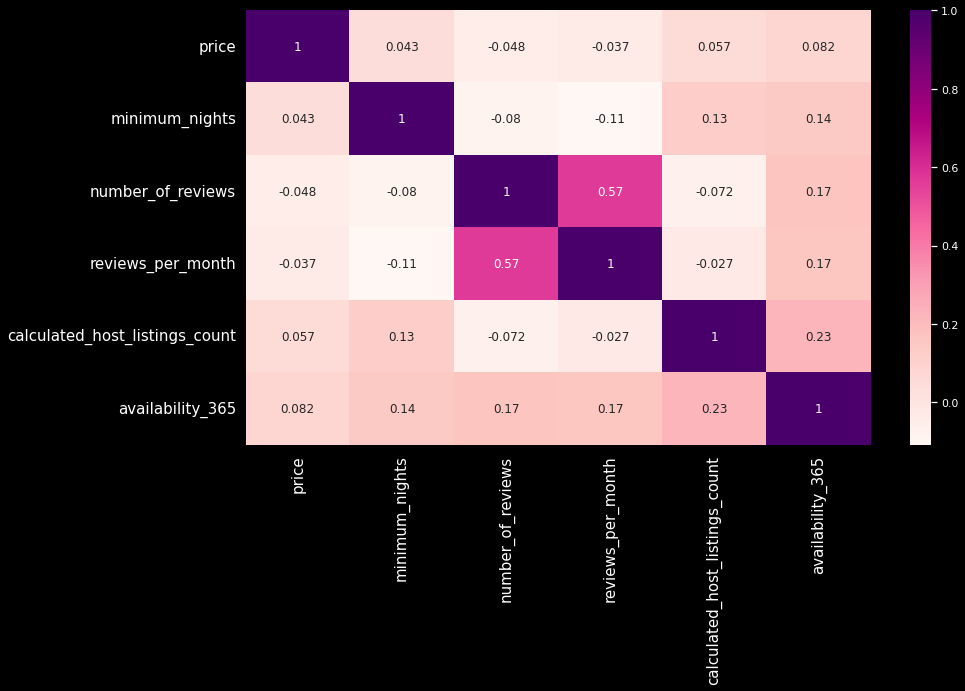 price 1 0.043 -0.048 -0.037 0.057 0.082
minimum_nights 0.043 1 -0.08 -0.11 0.13 0.14
number_of_reviews -0.048 -0.08 1 0.57 -0.072 0.17
reviews_per_month -0.037 -0.11 0.57 1 -0.027 0.17
calculated_host_listings_count 0.057 0.13 -0.072 -0.027 1 0.23
availability_365 0.082 0.14 0.17 0.17 0.23 1
price
minimum_nights
number_of_reviews
reviews_per_month
calculated_host_listings_count
availability_365
1.0
0.8
0.6
0.4
0.2
0.0